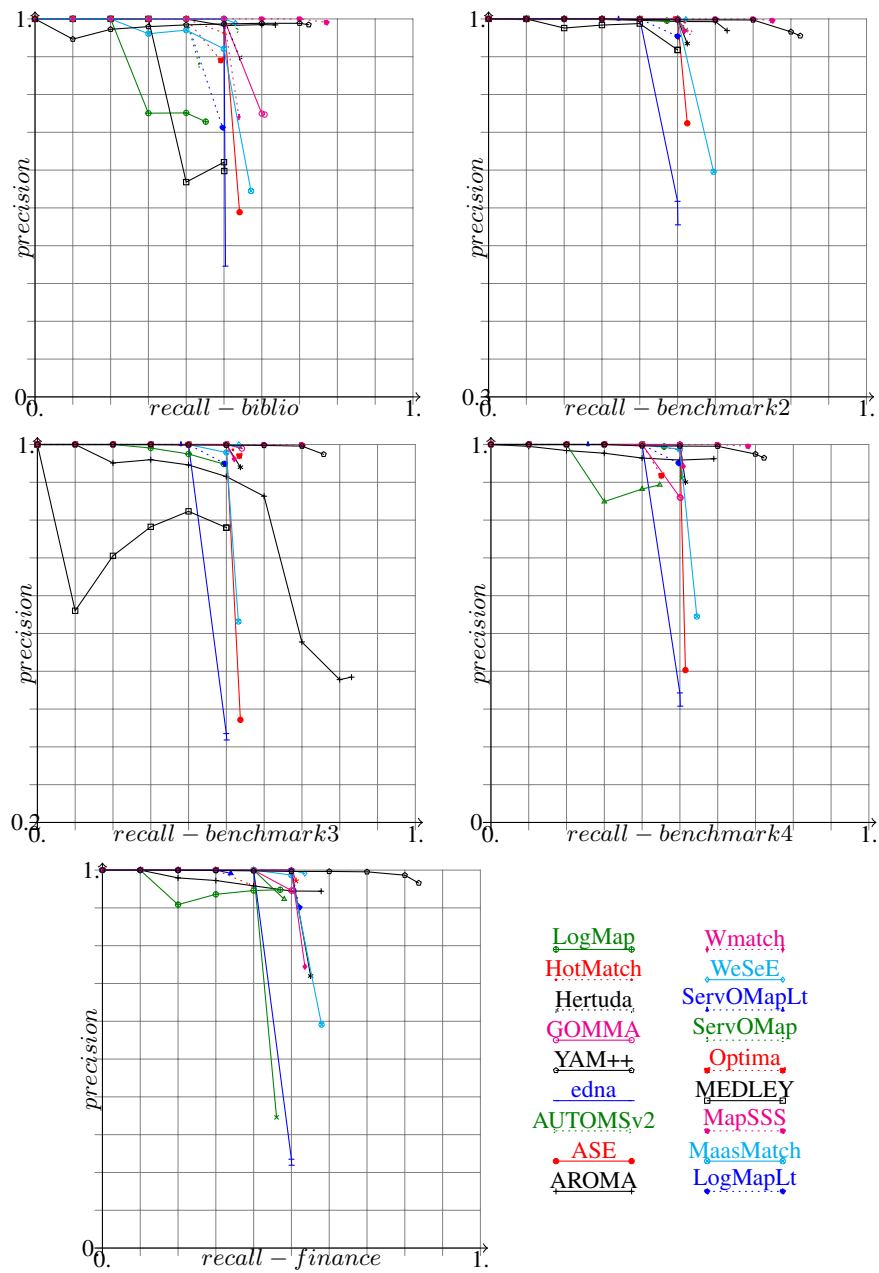 1.
precision
0.
0.
recall − biblio
1.
1.
precision
0.
recall − benchmark2
1.
1.
precision
0.
recall − benchmark3
1.
1.
precision
0.
recall − benchmark4
1.
1.
precision
0.
0.
recall − finance
1.
LogMap
HotMatch
Hertuda
GOMMA
YAM++
edna
AUTOMSv2
ASE
AROMA
Wmatch
WeSeE
ServOMapLt
ServOMap
Optima
MEDLEY
MapSSS
MaasMatch
LogMapLt